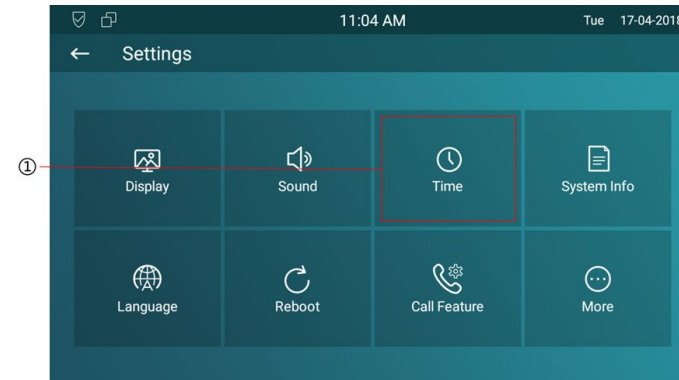 11:04 AM Tue 17-04-2018
← Settings
① Display Sound Time System Info
Language Reboot Call Feature More